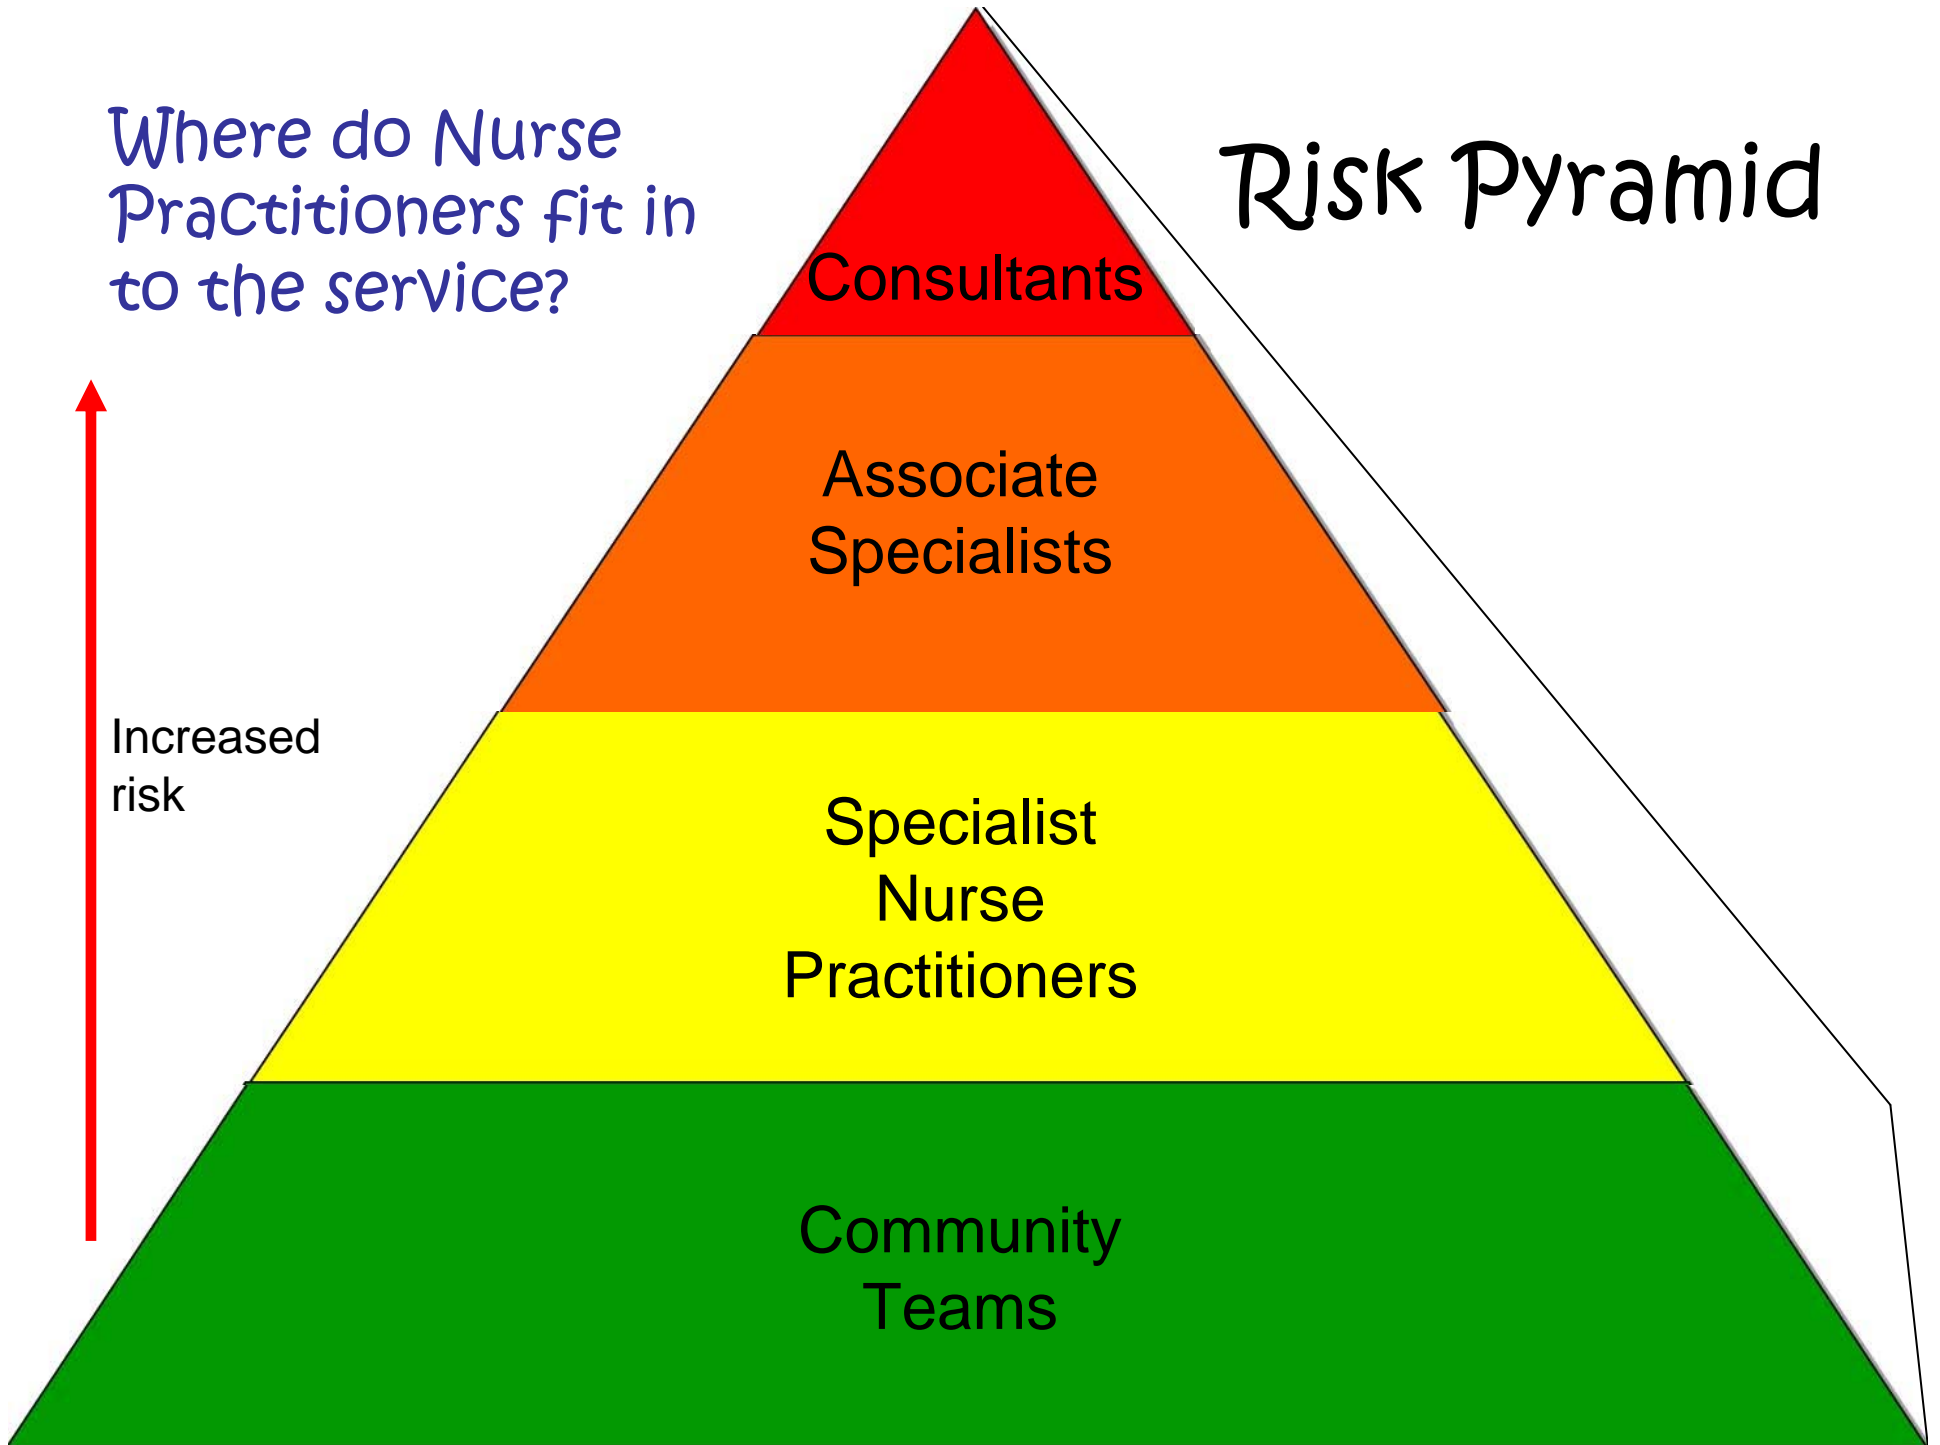 Where do Nurse
Practitioners fit in
to the service?
Risk Pyramid
Consultants
Associate
Specialists
Increased
risk
Specialist
Nurse
Practitioners
Community
Teams